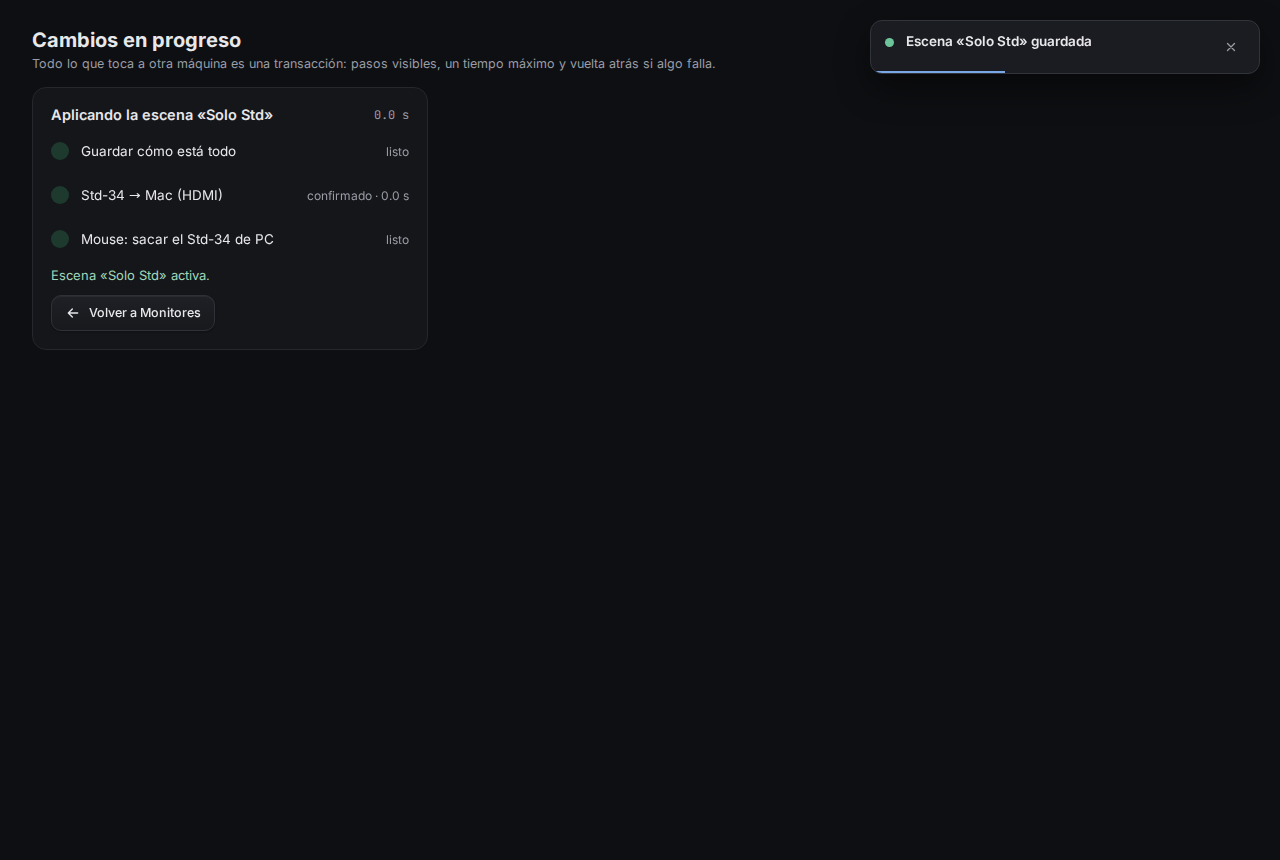 Cambios en progreso
Todo lo que toca a otra máquina es una transacción: pasos visibles, un tiempo máximo y vuelta atrás si algo falla.
Escena «Solo Std» guardada
Aplicando la escena «Solo Std» 0.0 s
Guardar cómo está todo listo
Std-34 → Mac (HDMI) confirmado · 0.0 s
Mouse: sacar el Std-34 de PC listo
Escena «Solo Std» activa.
← Volver a Monitores